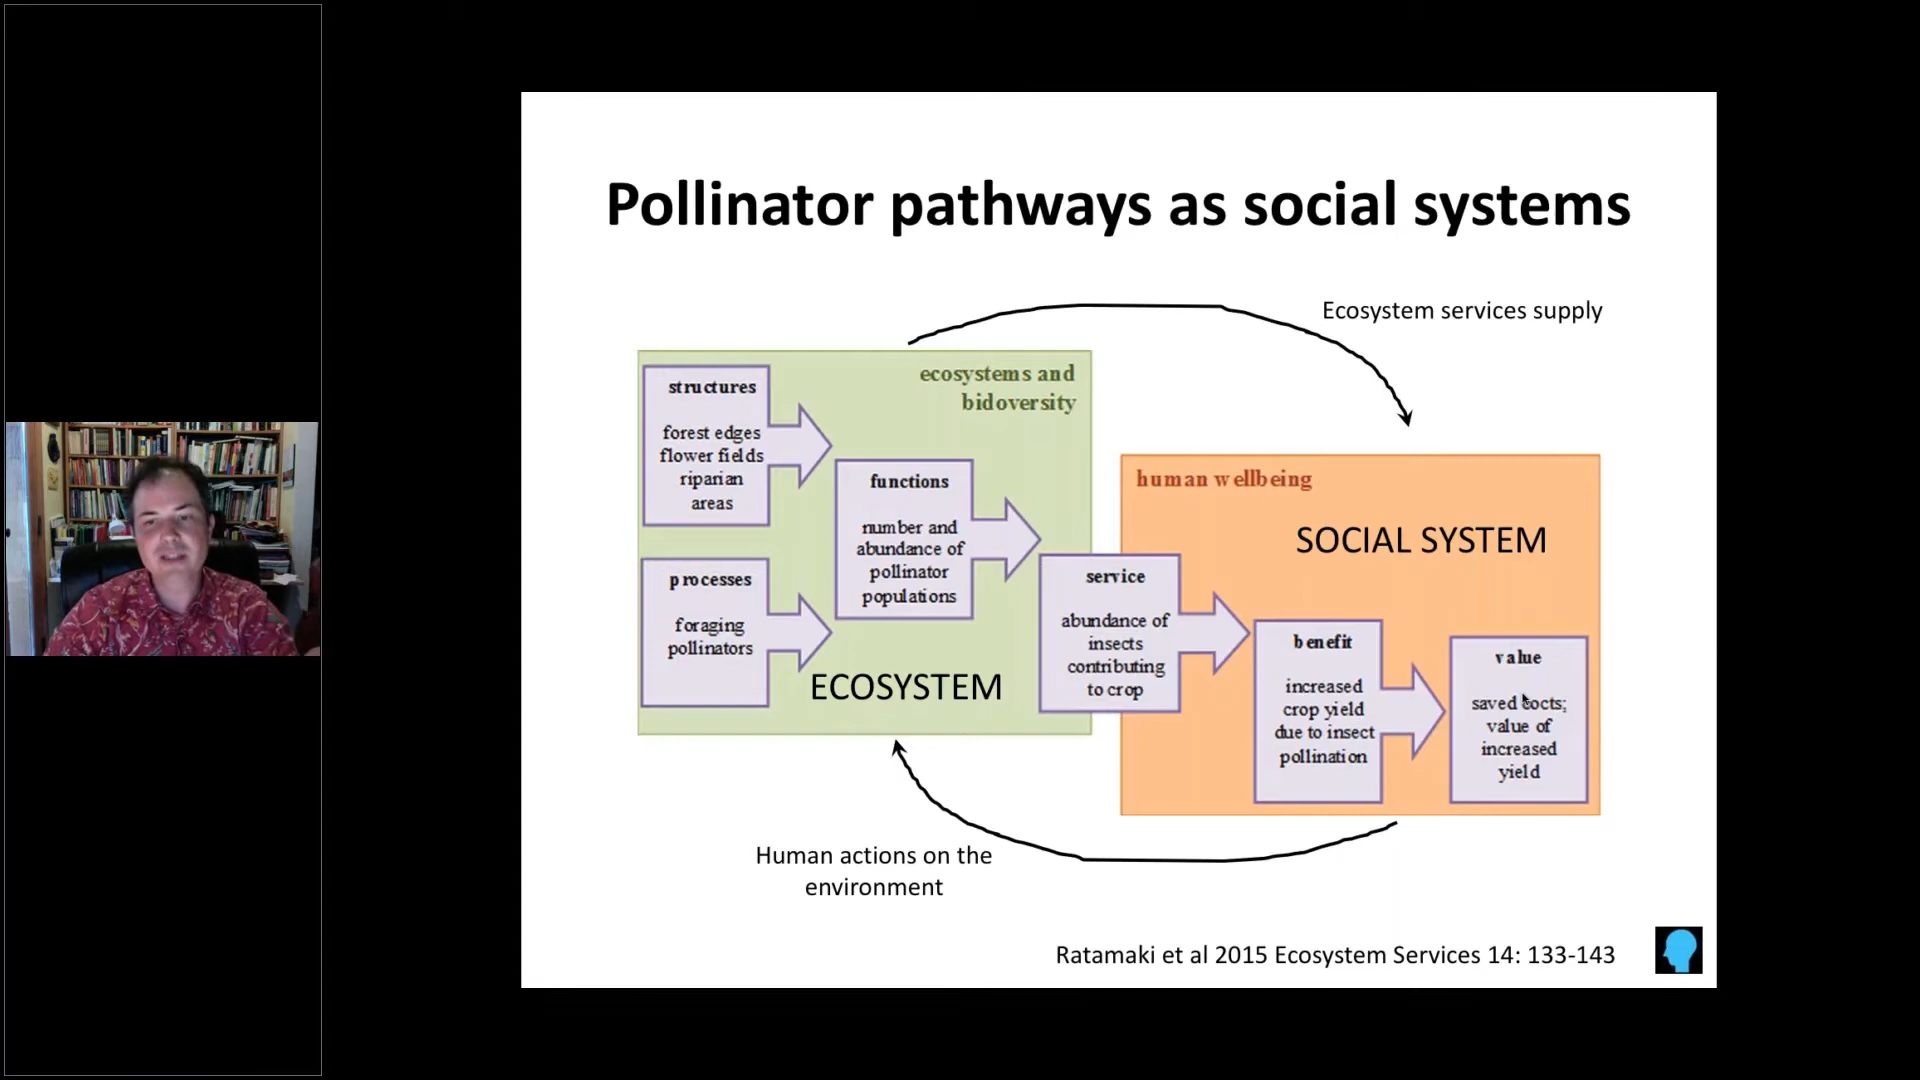 Pollinator pathways as social systems
Ecosystem services supply
ecosystems and
bidoversity
structures
forest edges
flower fields
riparian
areas
functions
number and
abundance of
pollinator
populations
processes
foraging
pollinators
ECOSYSTEM
human wellbeing
SOCIAL SYSTEM
service
abundance of
insects
contributing
to crop
benefit
increased
crop yield
due to insect
pollination
value
saved cocts;
value of
increased
yield
Human actions on the
environment
Ratamaki et al 2015 Ecosystem Services 14: 133-143